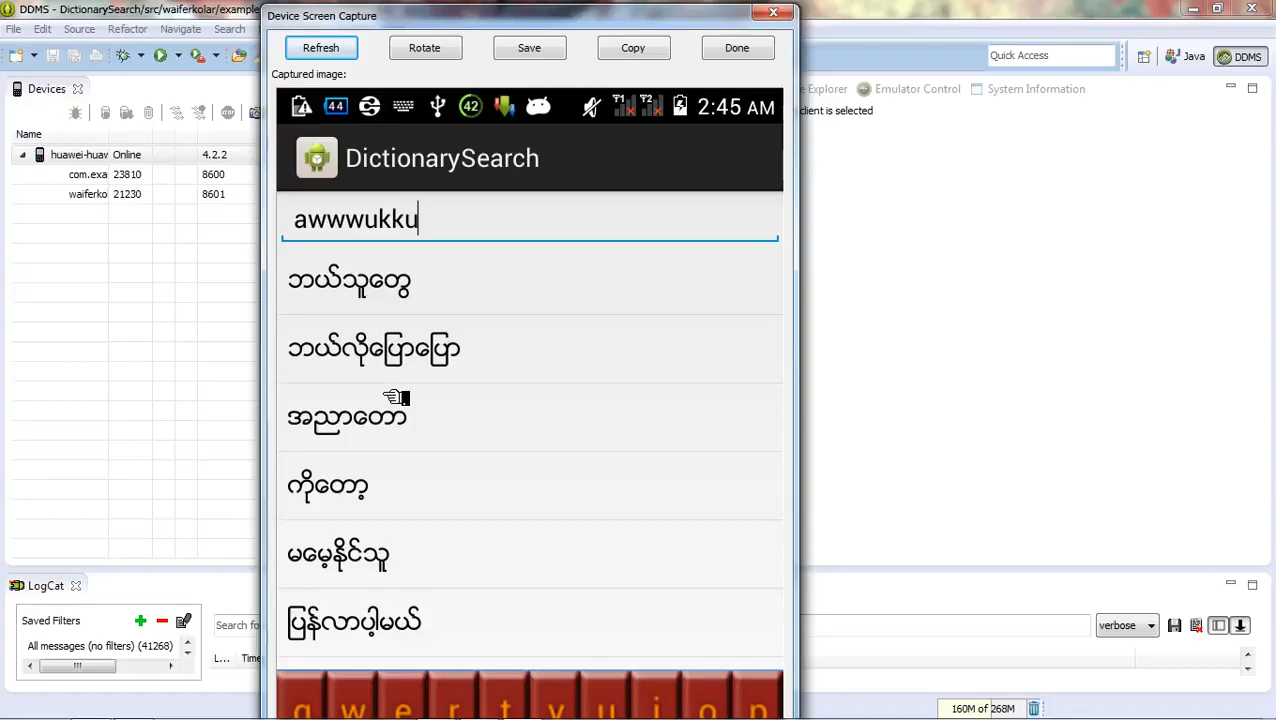 DDMS - DictionarySearch/src/waiferkolar/example
Device Screen Capture
File Edit Source Refactor Navigate Search
Refresh Rotate Save Copy Done
Quick Access
Java
DDMS
Captured image:
Devices
Explorer
Emulator Control
System Information
client is selected
Name
huawei-huav Online 4.2.2
com.exa 23810 8600
waiferko 21230 8601
44
42
T1
T2
2:45 AM
DictionarySearch
awwwukku
ဘယ်သူတွေ
ဘယ်လိုပြောပြော
အညာတော
ကိုတော့
မမေ့နိုင်သူ
ပြန်လာပါ့မယ်
q w e r t y u i o p
LogCat
Saved Filters
Search fo
verbose
All messages (no filters) (41268)
L... Time
160M of 268M